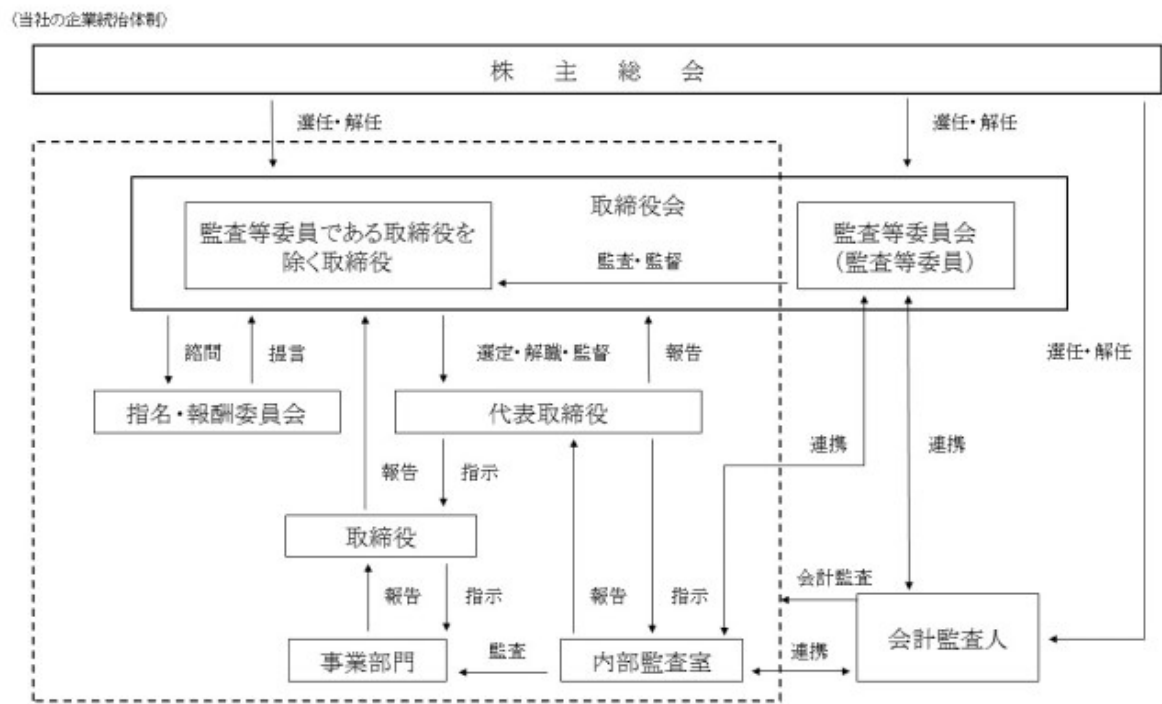 〈当社の企業統治体制〉
株 主 総 会
選任・解任
選任・解任
取締役会
監査等委員である取締役を
除く取締役
監査・監督
監査等委員会
（監査等委員）
諮問
提言
選定・解職・監督
報告
選任・解任
指名・報酬委員会
代表取締役
連携
連携
報告
指示
取締役
報告
指示
報告
指示
会計監査
会計監査人
事業部門
監査
内部監査室
連携